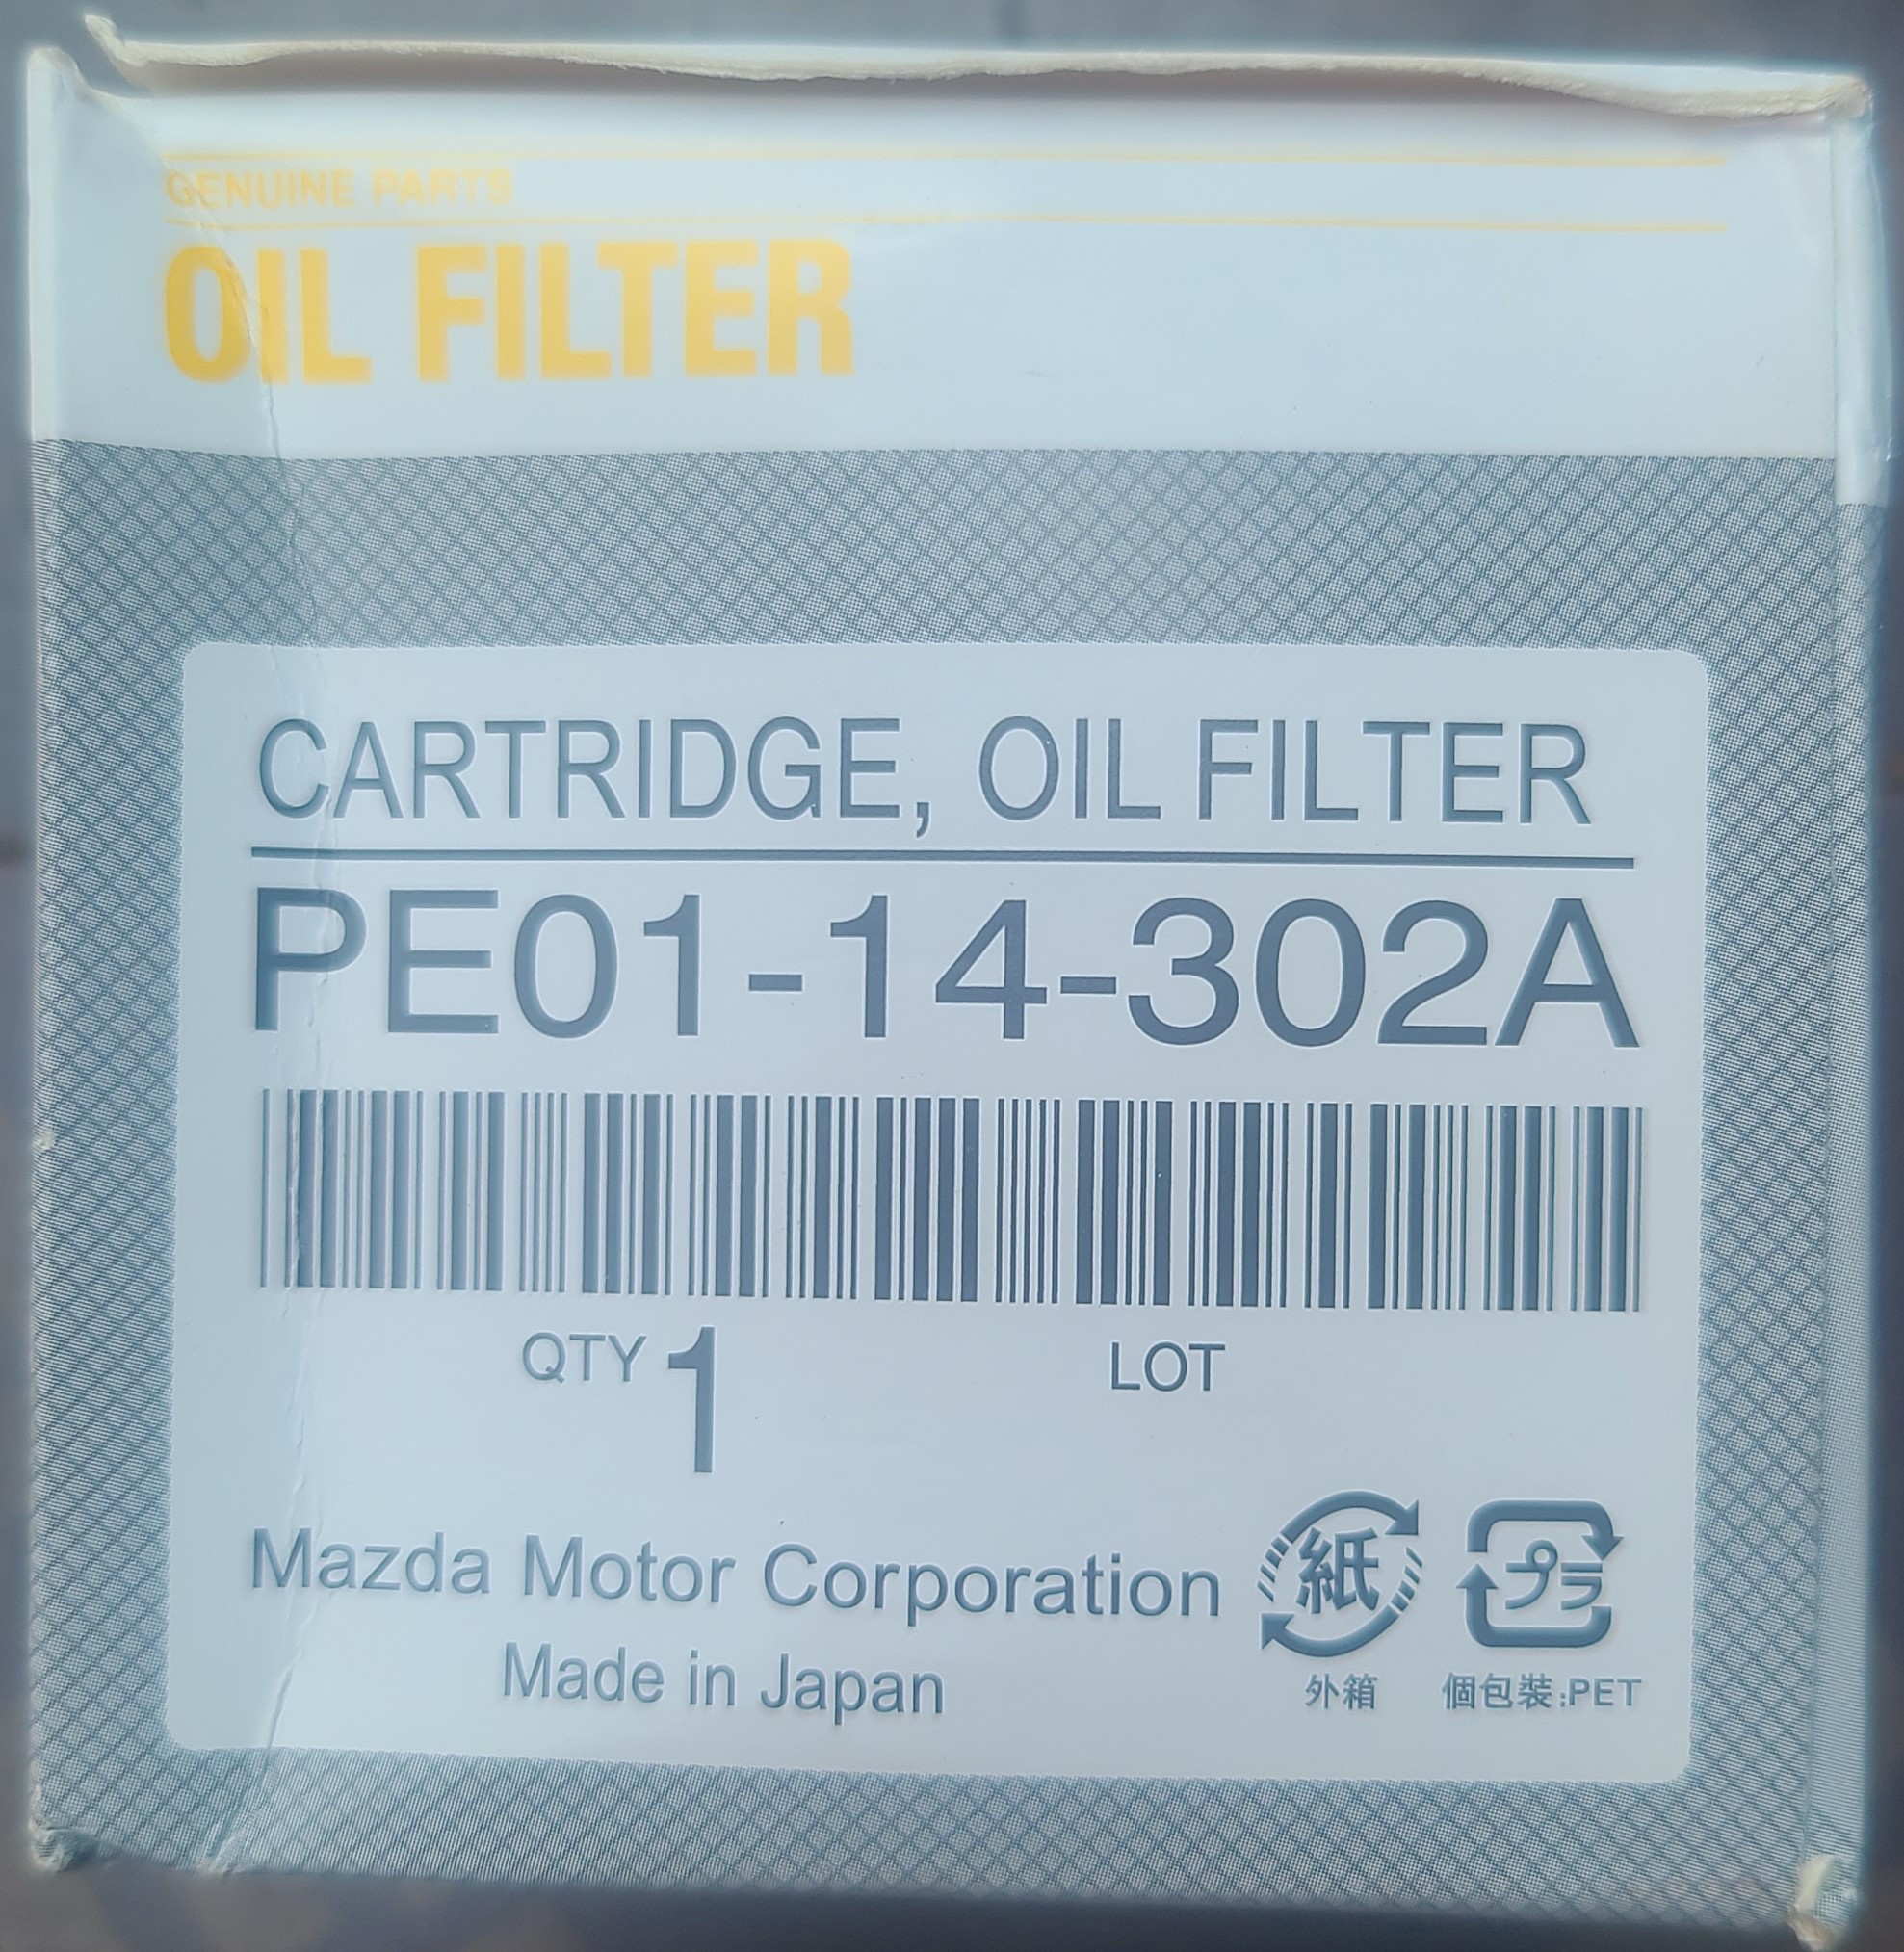 GENUINE PARTS
OIL FILTER
CARTRIDGE, OIL FILTER
PE01-14-302A
QTY 1 LOT
Mazda Motor Corporation
Made in Japan
紙
プラ
外箱
個包装:PET